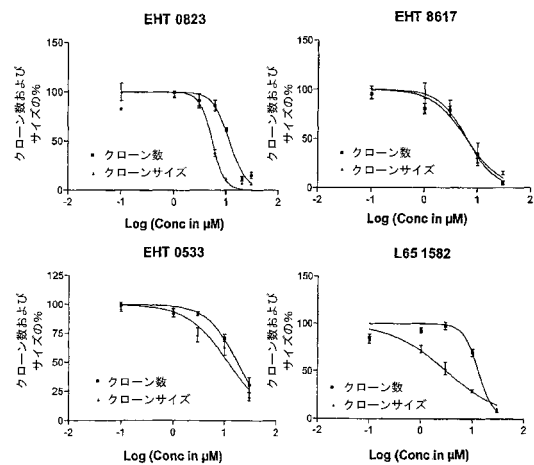 EHT 0823
クローン数および
サイズの%
150
100
50
0
クローン数
クローンサイズ
-2 -1 0 1 2
Log (Conc in µM)
EHT 8617
クローン数および
サイズの%
150
100
50
0
クローン数
クローンサイズ
-2 -1 0 1 2
Log (Conc in µM)
EHT 0533
クローン数および
サイズの%
125
100
75
50
25
0
クローン数
クローンサイズ
-2 -1 0 1 2
Log (Conc in µM)
L65 1582
クローン数および
サイズの%
150
100
50
0
クローン数
クローンサイズ
-2 -1 0 1 2
Log (Conc in µM)